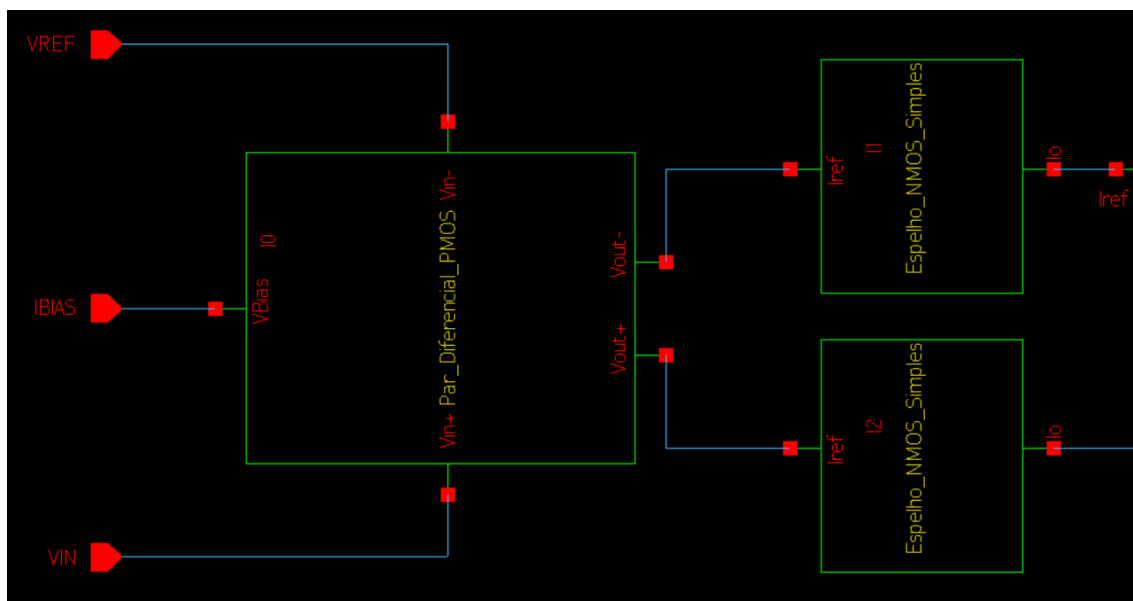 VREF
IBIAS
VIN
Vin-
I0
VBias
Par_Diferencial_PMOS
Vin+
Vout-
Vout+
Iref
I1
Espelho_NMOS_Simples
Io
Iref
Iref
I2
Espelho_NMOS_Simples
Io